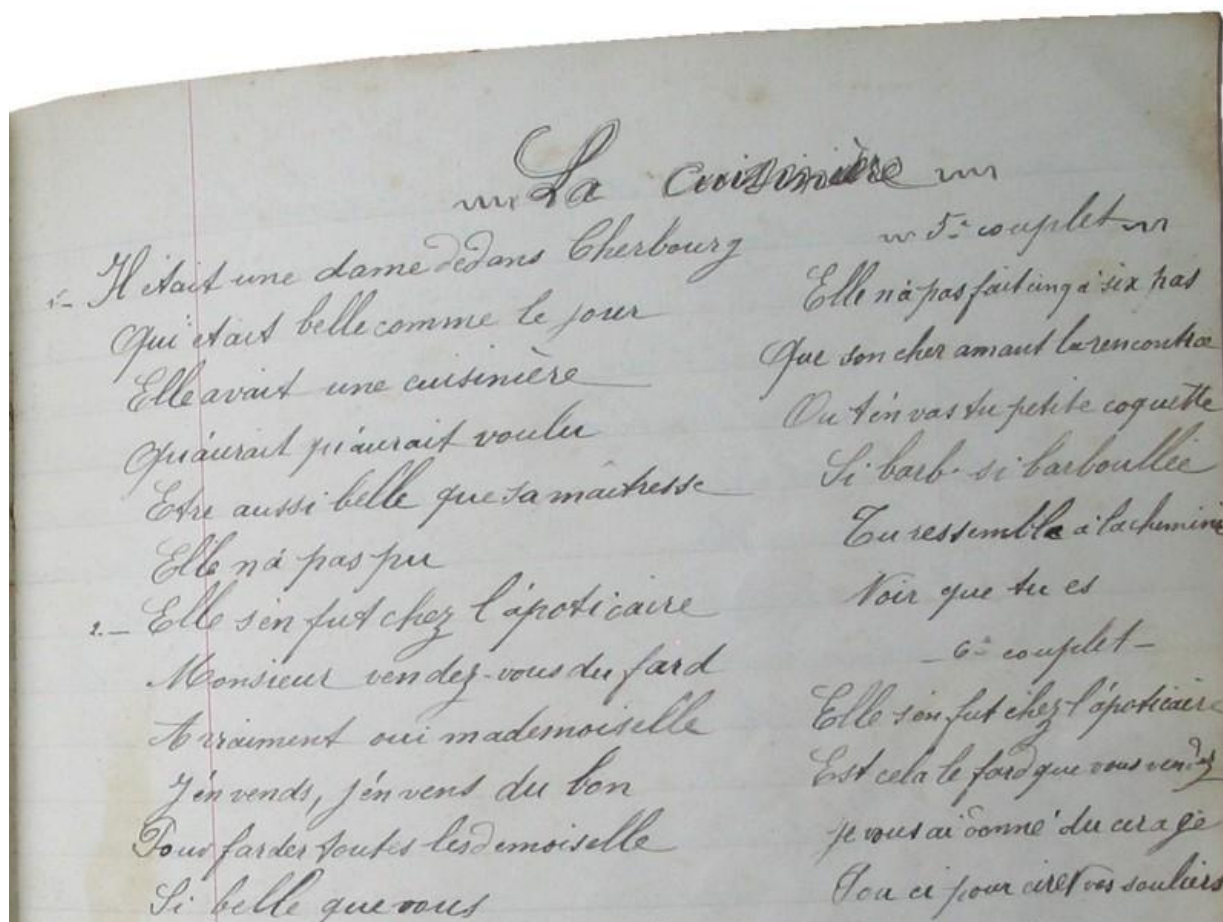 La cuisinière
1 - Il était une dame dedans Cherbourg
Qui était belle comme le jour
Elle avait une cuisinière
Qui aurait qui aurait voulu
Etre aussi belle que sa maitresse
Elle n'a pas pu
2. - Elle s'en fut chez l'apoticaire
Monsieur vendez-vous du fard
A vraiment oui mademoiselle
J'en vends, j'en vens du bon
Pour farder toutes les demoiselle
Si belle que vous
5e couplet
Elle n'a pas fait cinq à six pas
Que son cher amant la rencontre
Ou t'en vas tu petite coquette
Si barb. si barboullée
Tu ressemble à la chemine
Noir que tu es
- 6e couplet -
Elle s'en fut chez l'apoticaire
Est cela le fard que vous vendez
je vous ai donné du cirage
pour cirer vos souliers